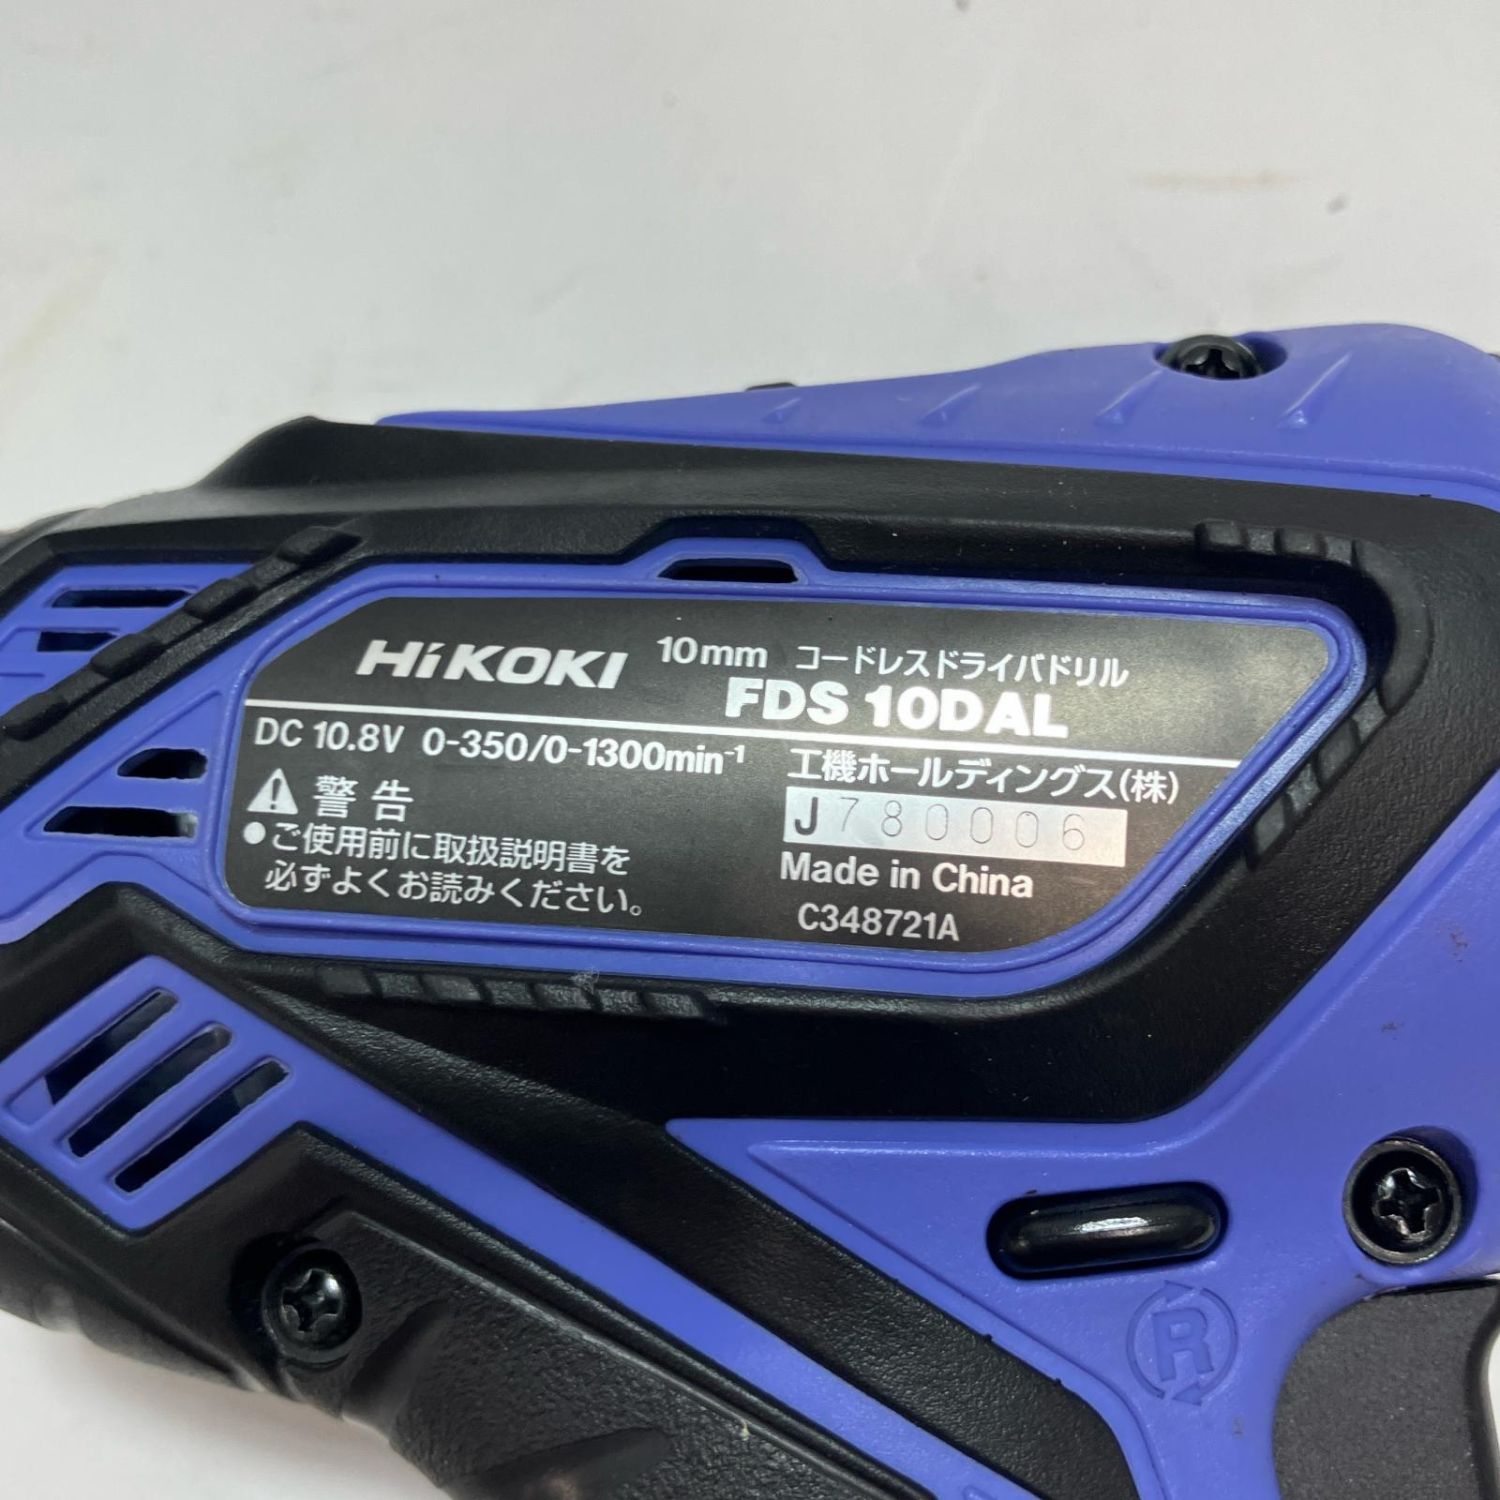 HiKOKI 10mm コードレスドライバドリル
FDS 10DAL
DC 10.8V 0-350/0-1300min⁻¹
工機ホールディングス(株)
警告
J780006
●ご使用前に取扱説明書を
必ずよくお読みください。
Made in China
C348721A
R